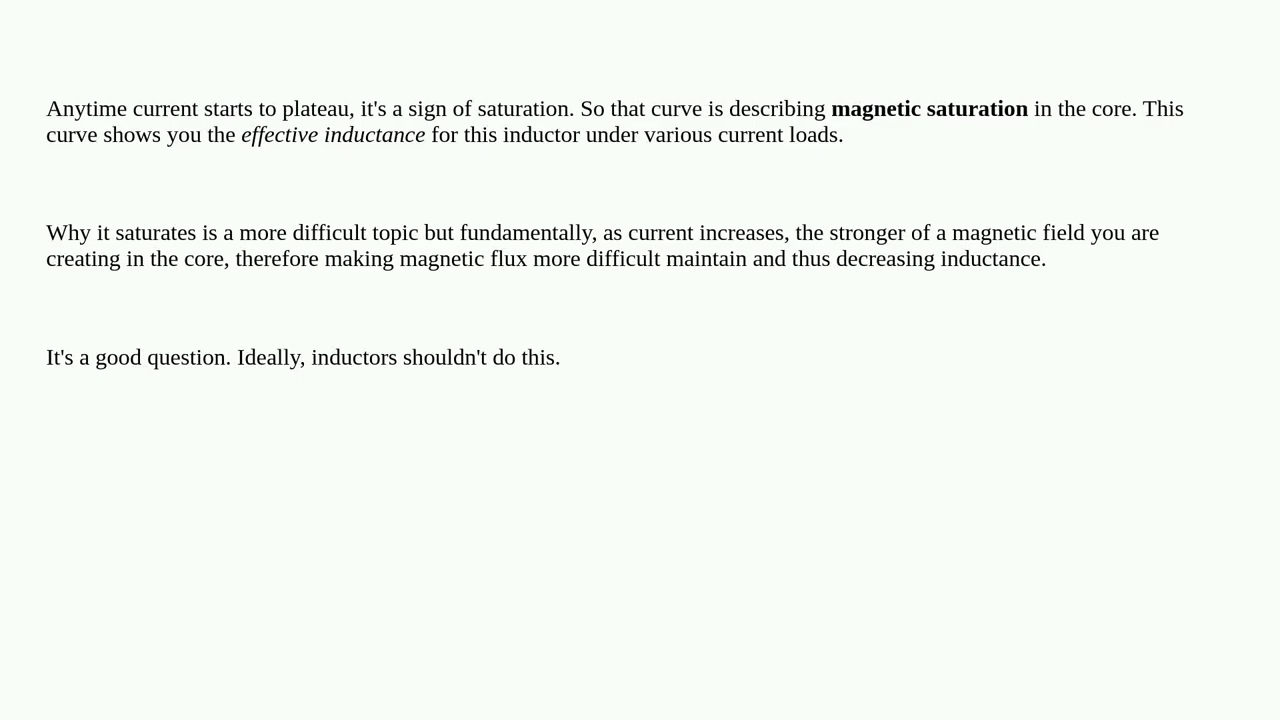 Anytime current starts to plateau, it's a sign of saturation. So that curve is describing magnetic saturation in the core. This
curve shows you the effective inductance for this inductor under various current loads.
Why it saturates is a more difficult topic but fundamentally, as current increases, the stronger of a magnetic field you are
creating in the core, therefore making magnetic flux more difficult maintain and thus decreasing inductance.
It's a good question. Ideally, inductors shouldn't do this.